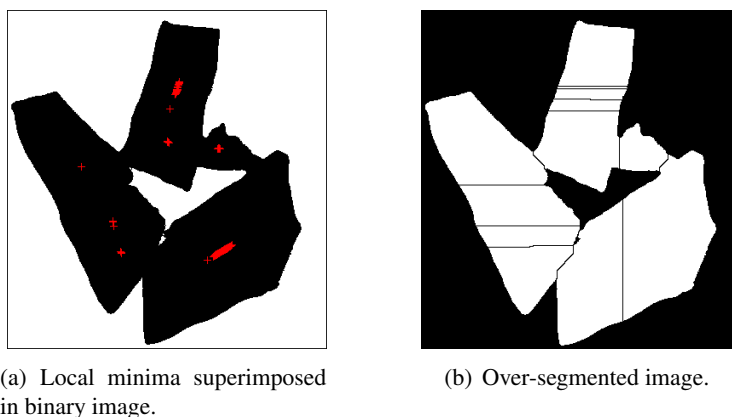 (a) Local minima superimposed
in binary image.
(b) Over-segmented image.